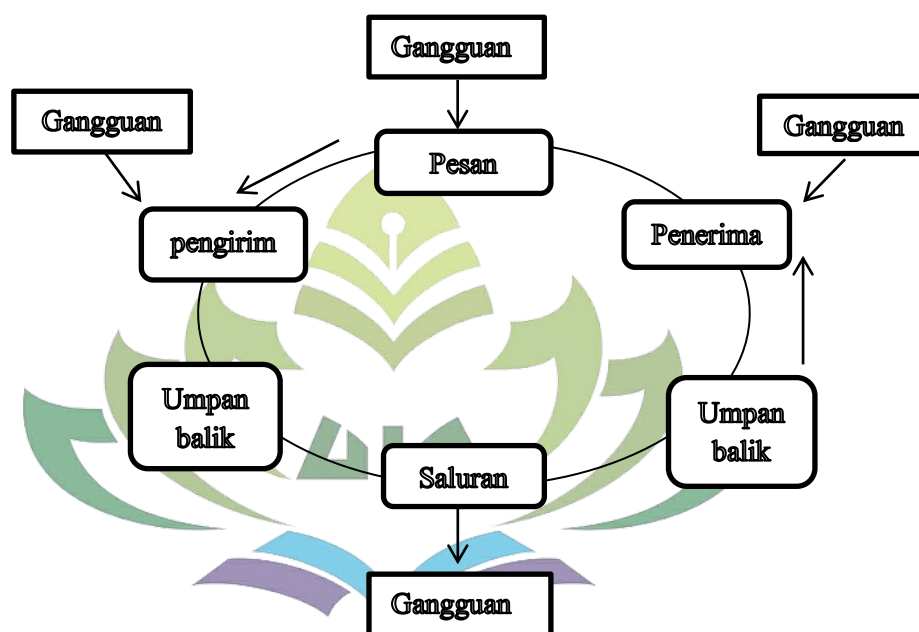 Gangguan
Gangguan
Gangguan
Pesan
pengirim
Penerima
Umpan
balik
Umpan
balik
Saluran
Gangguan